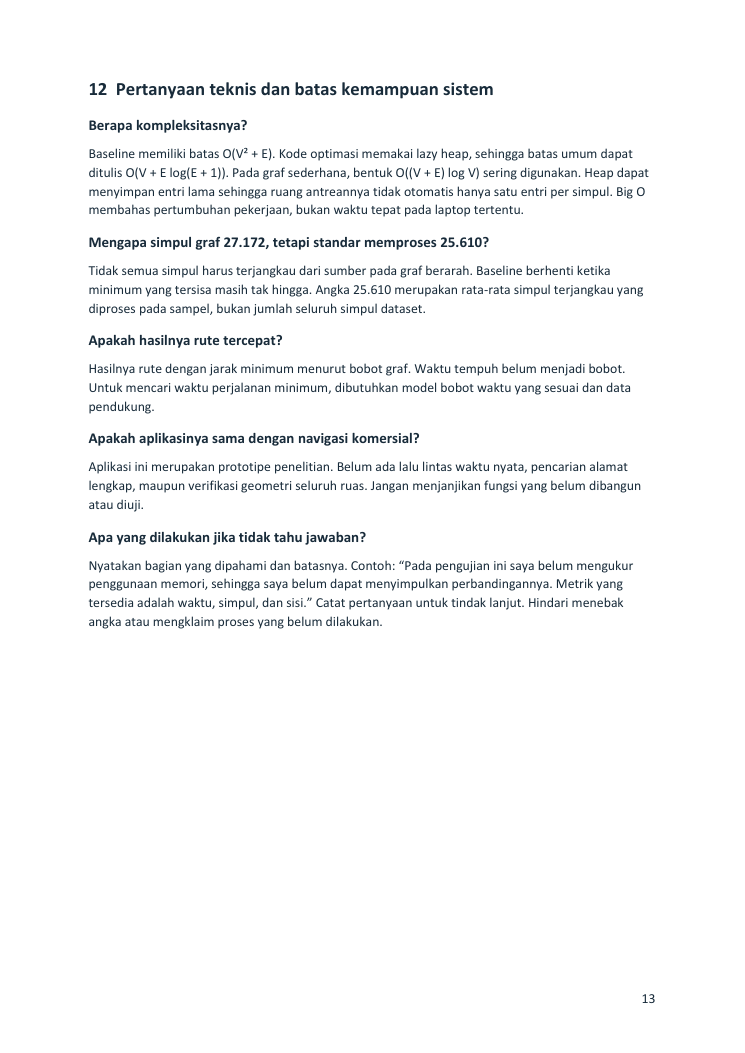 12 Pertanyaan teknis dan batas kemampuan sistem
Berapa kompleksitasnya?
Baseline memiliki batas O(V² + E). Kode optimasi memakai lazy heap, sehingga batas umum dapat
ditulis O(V + E log(E + 1)). Pada graf sederhana, bentuk O((V + E) log V) sering digunakan. Heap dapat
menyimpan entri lama sehingga ruang antreannya tidak otomatis hanya satu entri per simpul. Big O
membahas pertumbuhan pekerjaan, bukan waktu tepat pada laptop tertentu.
Mengapa simpul graf 27.172, tetapi standar memproses 25.610?
Tidak semua simpul harus terjangkau dari sumber pada graf berarah. Baseline berhenti ketika
minimum yang tersisa masih tak hingga. Angka 25.610 merupakan rata-rata simpul terjangkau yang
diproses pada sampel, bukan jumlah seluruh simpul dataset.
Apakah hasilnya rute tercepat?
Hasilnya rute dengan jarak minimum menurut bobot graf. Waktu tempuh belum menjadi bobot.
Untuk mencari waktu perjalanan minimum, dibutuhkan model bobot waktu yang sesuai dan data
pendukung.
Apakah aplikasinya sama dengan navigasi komersial?
Aplikasi ini merupakan prototipe penelitian. Belum ada lalu lintas waktu nyata, pencarian alamat
lengkap, maupun verifikasi geometri seluruh ruas. Jangan menjanjikan fungsi yang belum dibangun
atau diuji.
Apa yang dilakukan jika tidak tahu jawaban?
Nyatakan bagian yang dipahami dan batasnya. Contoh: “Pada pengujian ini saya belum mengukur
penggunaan memori, sehingga saya belum dapat menyimpulkan perbandingannya. Metrik yang
tersedia adalah waktu, simpul, dan sisi.” Catat pertanyaan untuk tindak lanjut. Hindari menebak
angka atau mengklaim proses yang belum dilakukan.
13